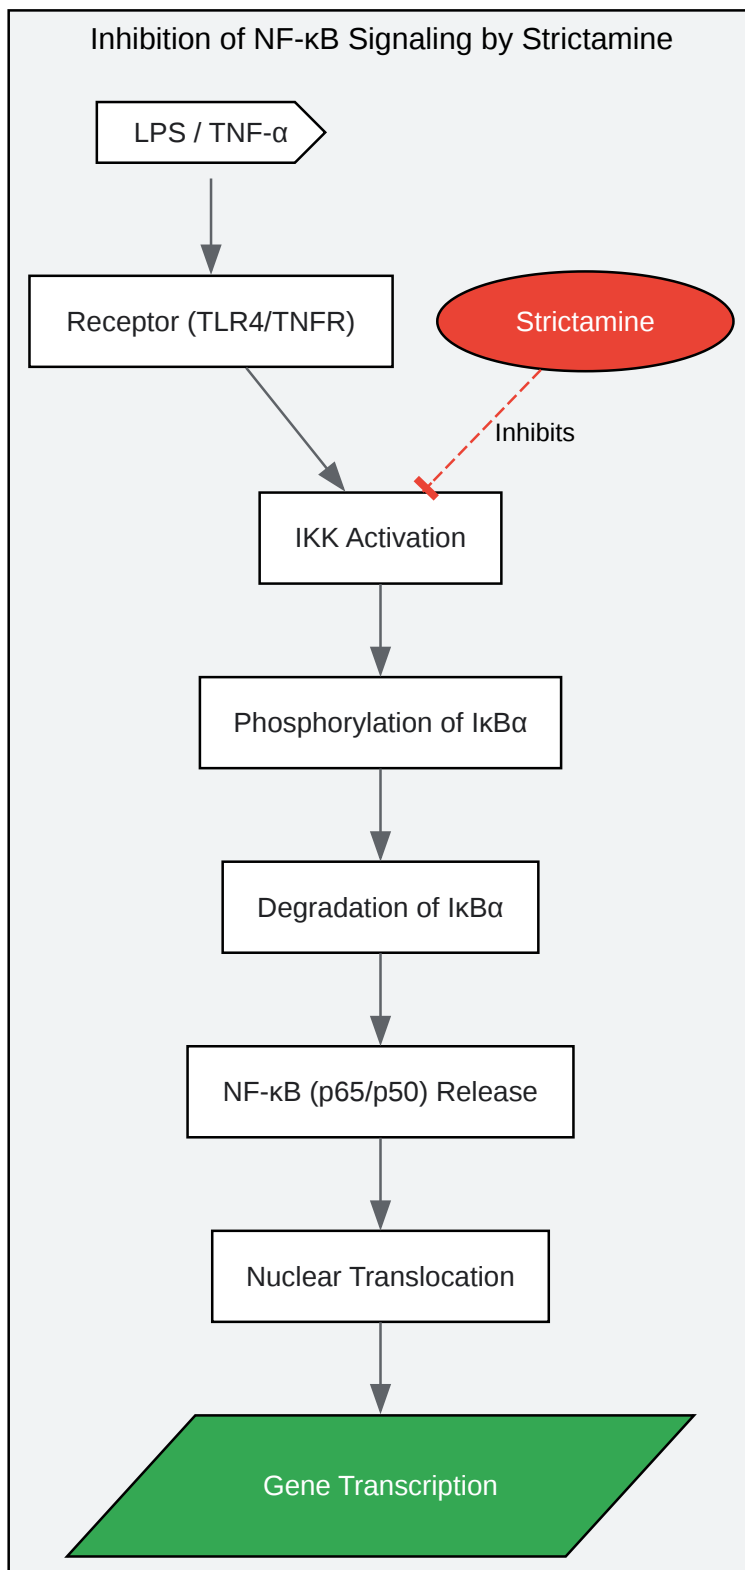 Inhibition of NF-κB Signaling by Strictamine
LPS / TNF-α
Receptor (TLR4/TNFR)
Strictamine
Inhibits
IKK Activation
Phosphorylation of IκBα
Degradation of IκBα
NF-κB (p65/p50) Release
Nuclear Translocation
Gene Transcription